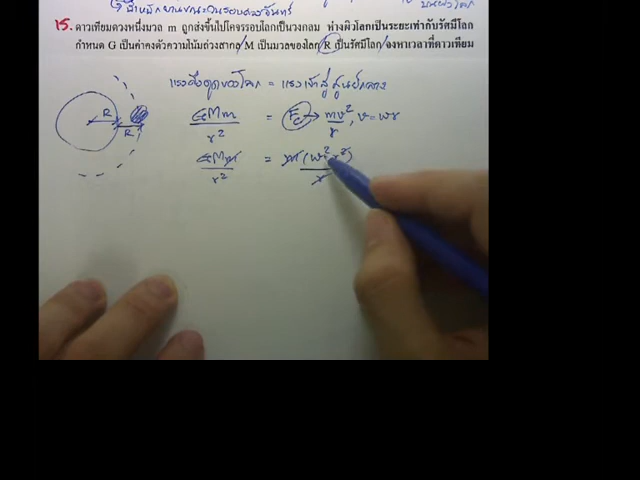 15. ดาวเทียมดวงหนึ่งมวล m ถูกส่งขึ้นไปโคจรรอบโลกเป็นวงกลม ห่างผิวโลกเป็นระยะเท่ากับรัศมีโลก
กำหนด G เป็นค่าคงตัวความโน้มถ่วงสากล M เป็นมวลของโลก R เป็นรัศมีโลก จงหาเวลาที่ดาวเทียม
แรงดึงดูดของโลก = แรงเข้าสู่ศูนย์กลาง
R
R
GMm/r² = Fc → mv²/r , v = ωr
GMm/r² = m(ω²r²)/r